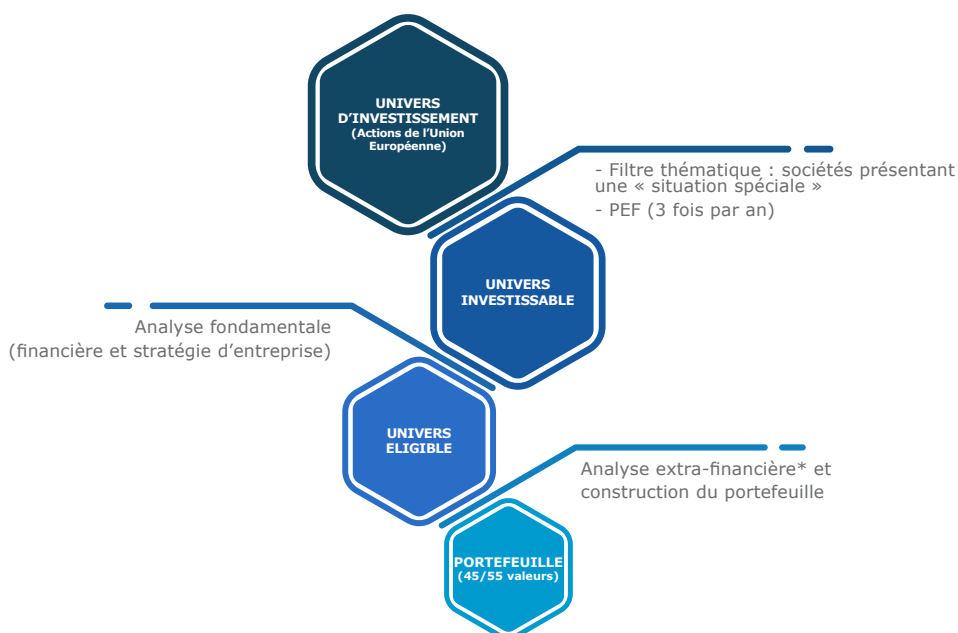 UNIVERS
D'INVESTISSEMENT
(Actions de l'Union
Européenne)
- Filtre thématique : sociétés présentant
une « situation spéciale »
- PEF (3 fois par an)
UNIVERS
INVESTISSABLE
Analyse fondamentale
(financière et stratégie d'entreprise)
UNIVERS
ELIGIBLE
Analyse extra-financière* et
construction du portefeuille
PORTEFEUILLE
(45/55 valeurs)